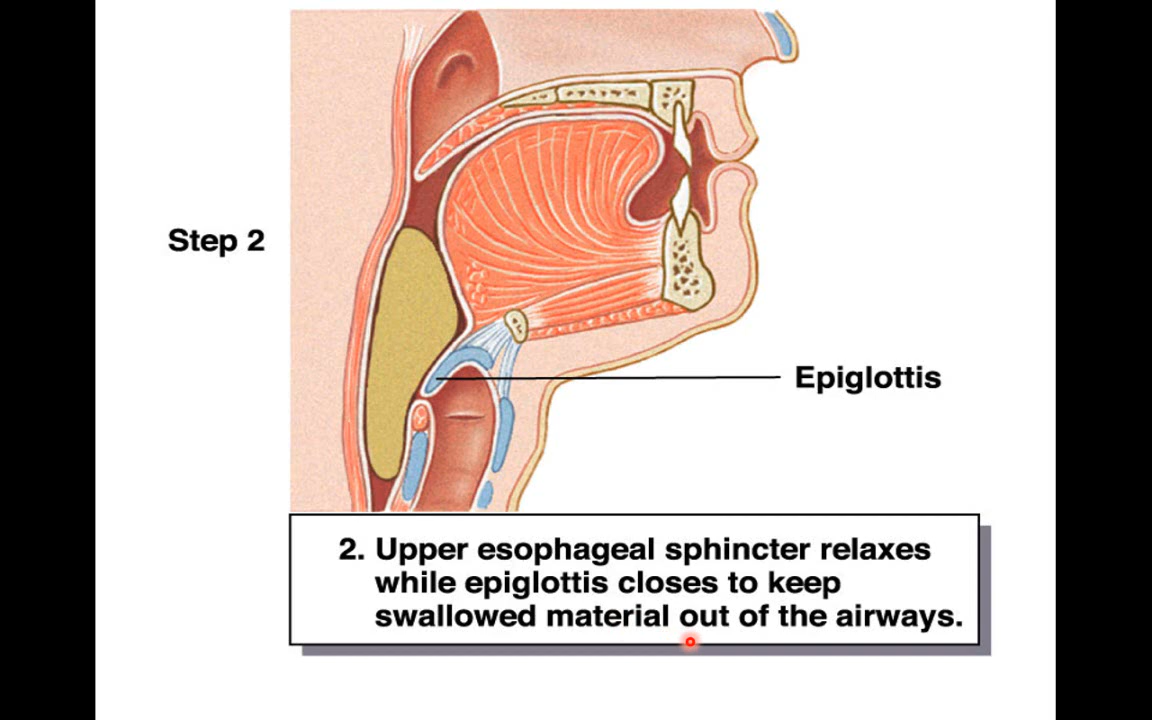 Step 2
Epiglottis
2. Upper esophageal sphincter relaxes
while epiglottis closes to keep
swallowed material out of the airways.